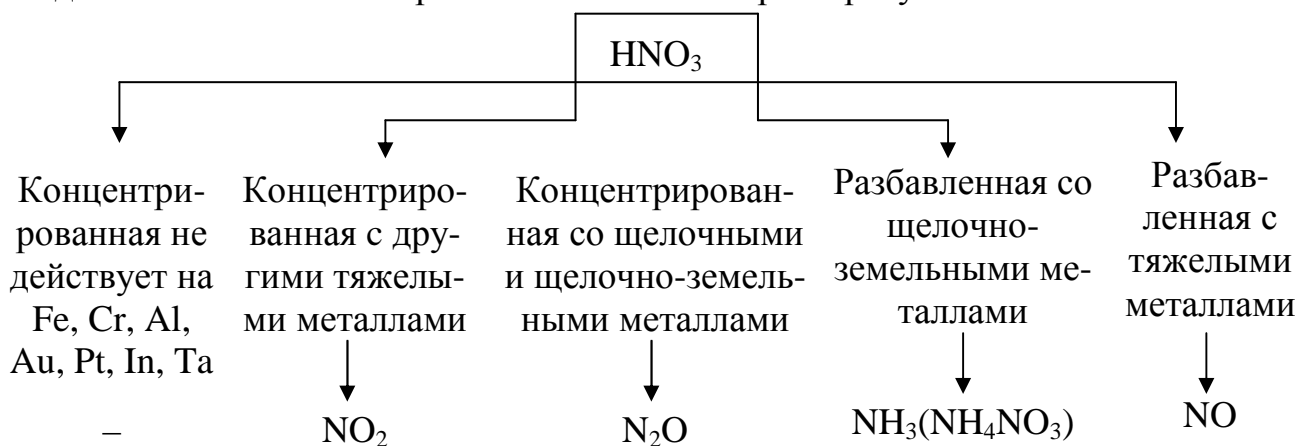 HNO₃
Концентри-
рованная не
действует на
Fe, Cr, Al,
Au, Pt, In, Ta
–
Концентриро-
ванная с дру-
гими тяжелы-
ми металлами
NO₂
Концентрирован-
ная со щелочными
и щелочно-земель-
ными металлами
N₂O
Разбавленная со
щелочно-
земельными ме-
таллами
NH₃(NH₄NO₃)
Разбав-
ленная с
тяжелыми
металлами
NO